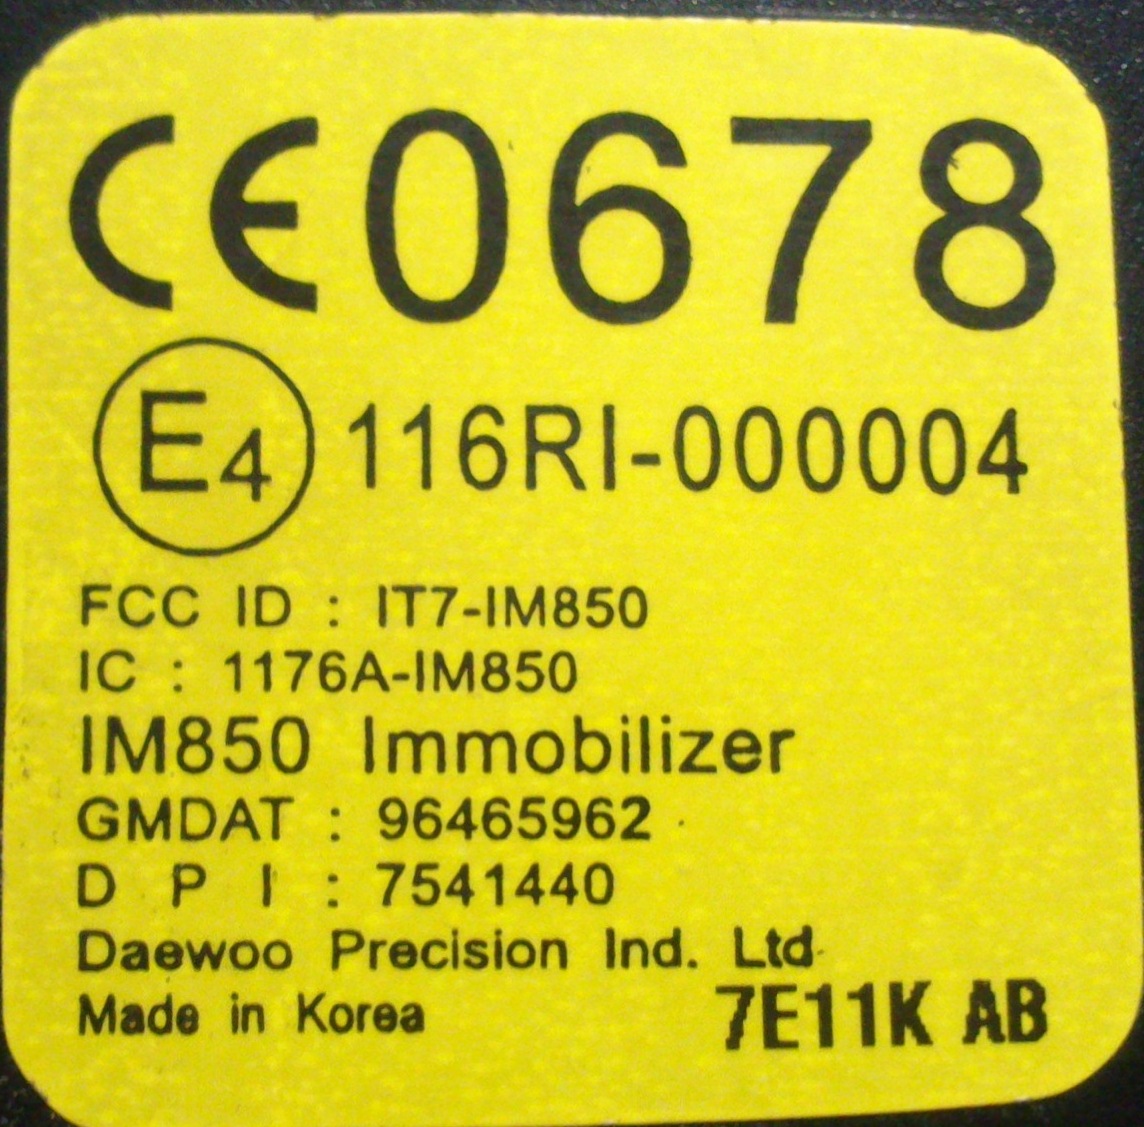 CE0678
E4 116RI-000004
FCC ID : IT7-IM850
IC : 1176A-IM850
IM850 Immobilizer
GMDAT : 96465962
D P I : 7541440
Daewoo Precision Ind. Ltd
Made in Korea 7E11K AB